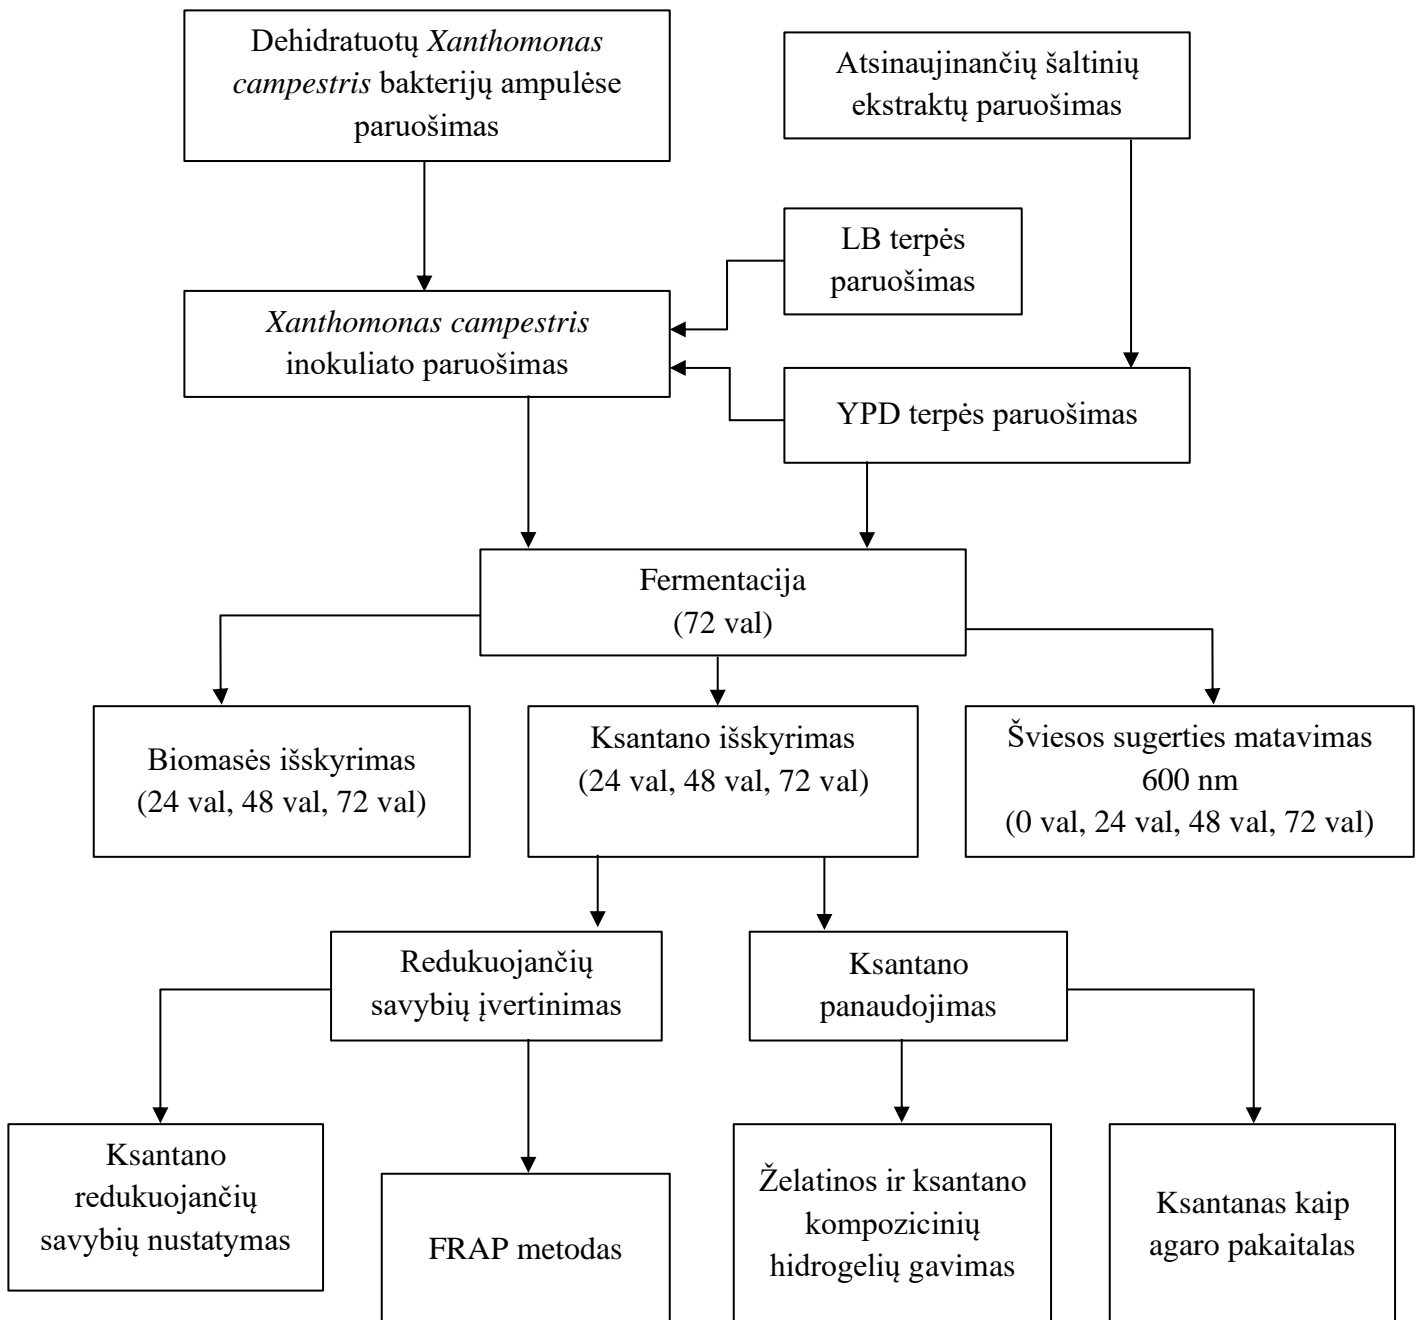 Dehidratuotų Xanthomonas
campestris bakterijų ampulėse
paruošimas
Atsinaujinančių šaltinių
ekstraktų paruošimas
LB terpės
paruošimas
Xanthomonas campestris
inokuliato paruošimas
YPD terpės paruošimas
Fermentacija
(72 val)
Biomasės išskyrimas
(24 val, 48 val, 72 val)
Ksantano išskyrimas
(24 val, 48 val, 72 val)
Šviesos sugerties matavimas
600 nm
(0 val, 24 val, 48 val, 72 val)
Redukuojančių
savybių įvertinimas
Ksantano
panaudojimas
Ksantano
redukuojančių
savybių nustatymas
FRAP metodas
Želatinos ir ksantano
kompozicinių
hidrogelių gavimas
Ksantanas kaip
agaro pakaitalas